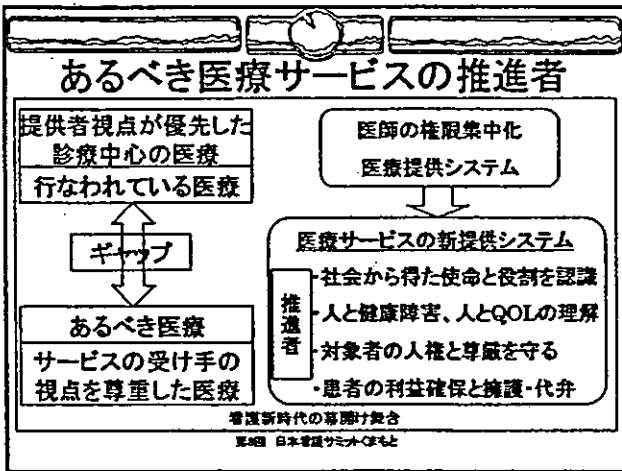 あるべき医療サービスの推進者
提供者視点が優先した
診療中心の医療
行なわれている医療
ギャップ
あるべき医療
サービスの受け手の
視点を尊重した医療
医師の権限集中化
医療提供システム
医療サービスの新提供システム
推進者
・社会から得た使命と役割を認識
・人と健康障害、人とQOLの理解
・対象者の人権と尊厳を守る
・患者の利益確保と擁護・代弁
看護新時代の幕開け
日本看護サミットくまもと